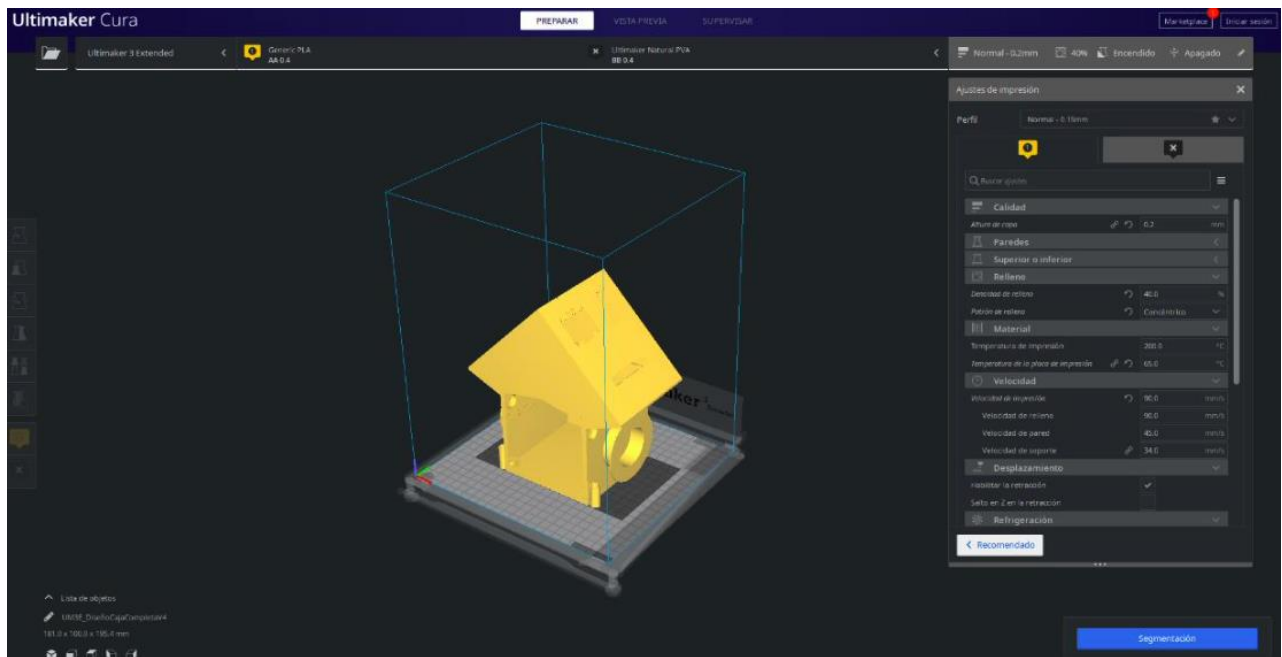 Ultimaker Cura
PREPARAR
VISTA PREVIA
SUPERVISAR
Marketplace
Iniciar sesión
Ultimaker 3 Extended
Generic PLA
AA 0.4
Ultimaker Natural PVA
BB 0.4
Normal - 0.2mm
40%
Encendido
Apagado
Ajustes de impresión
Perfil
Normal - 0.15mm
Buscar ajustes
Calidad
Altura de capa 0.2 mm
Paredes
Superior o inferior
Relleno
Densidad de relleno 40.0 %
Patrón de relleno Concéntrico
Material
Temperatura de impresión 200.0 °C
Temperatura de la placa de impresión 65.0 °C
Velocidad
Velocidad de impresión 90.0 mm/s
Velocidad de relleno 90.0 mm/s
Velocidad de pared 45.0 mm/s
Velocidad de soporte 34.0 mm/s
Desplazamiento
Habilitar la retracción
Salto en Z en la retracción
Refrigeración
Recomendado
Lista de objetos
UM3E_DiseñoCajaCompletav4
181.0 x 100.0 x 195.4 mm
Segmentación